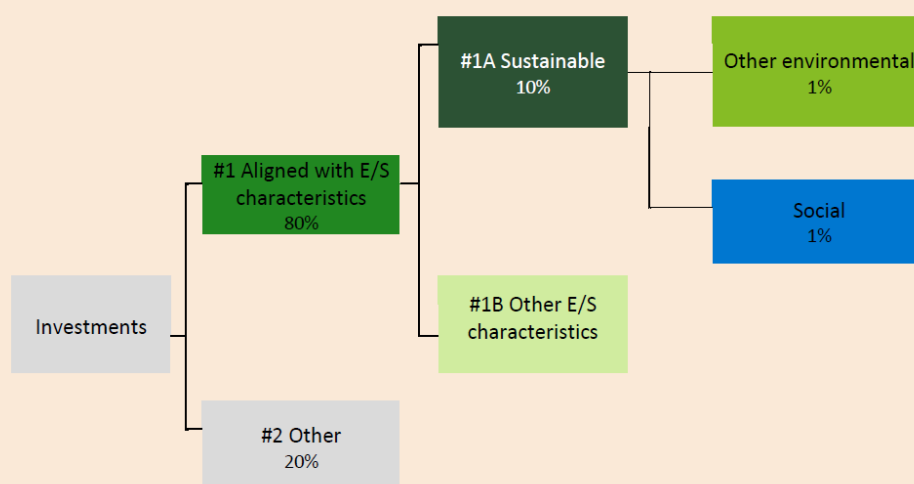 Investments
#1 Aligned with E/S
characteristics
80%
#2 Other
20%
#1A Sustainable
10%
#1B Other E/S
characteristics
Other environmental
1%
Social
1%